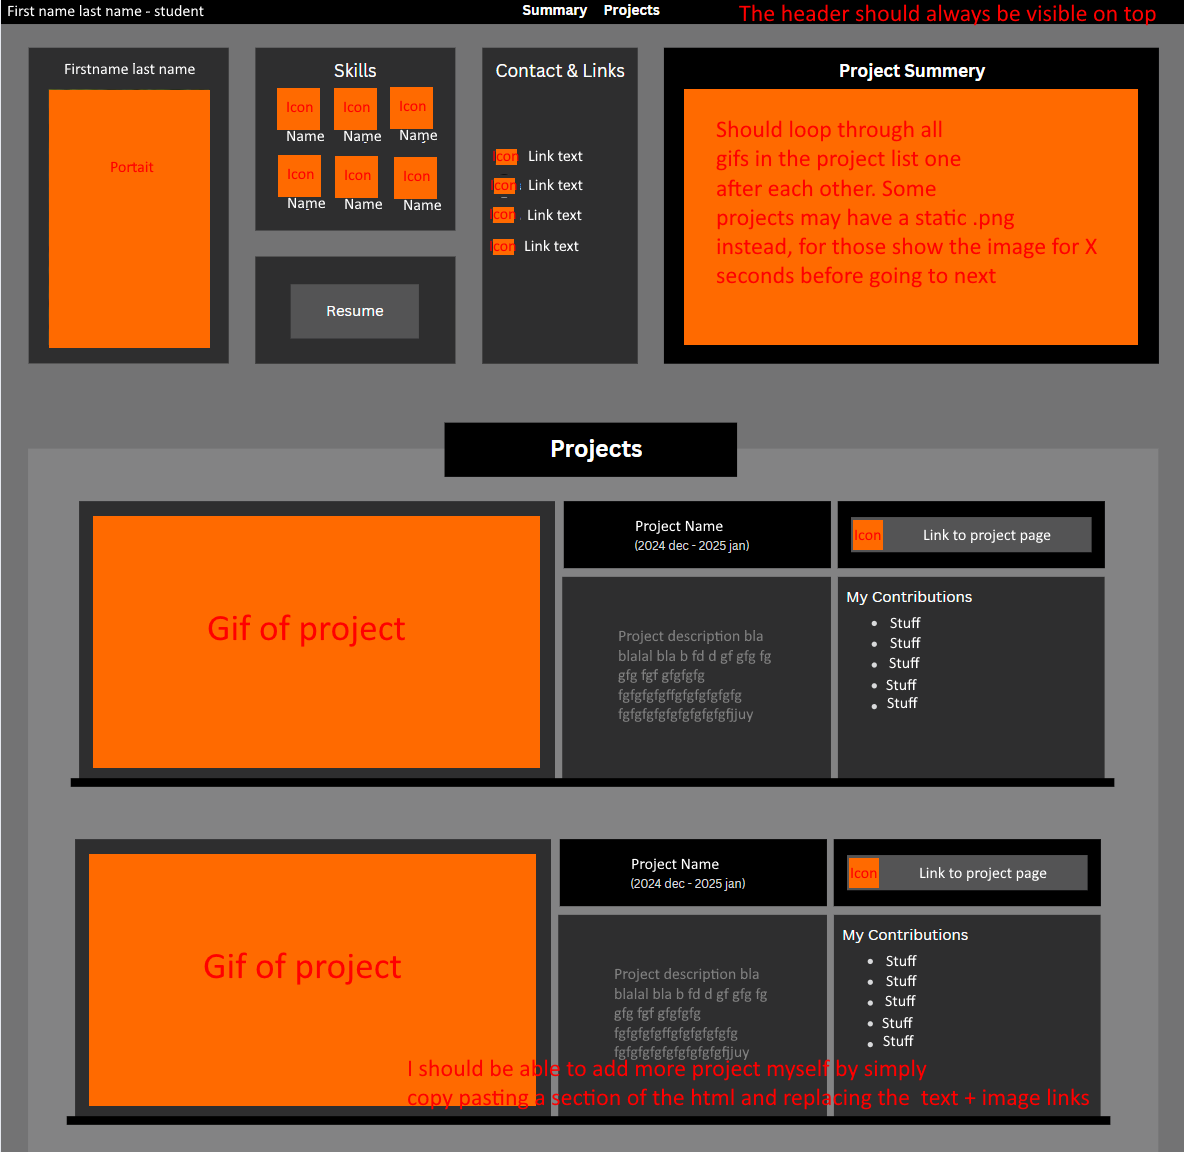 First name last name - student
Summary
Projects
The header should always be visible on top
Firstname last name
Portait
Skills
Icon
Icon
Icon
Name
Name
Name
Icon
Icon
Icon
Name
Name
Name
Resume
Contact & Links
Icon Link text
Icon Link text
Icon Link text
Icon Link text
Project Summery
Should loop through all
gifs in the project list one
after each other. Some
projects may have a static .png
instead, for those show the image for X
seconds before going to next
Projects
Gif of project
Project Name
(2024 dec - 2025 jan)
Icon
Link to project page
Project description bla
blalal bla b fd d gf gfg fg
gfg fgf gfgfgfg
fgfgfgfgffgfgfgfgfgfg
fgfgfgfgfgfgfgfgfgfjjuy
My Contributions
• Stuff
• Stuff
• Stuff
• Stuff
• Stuff
Gif of project
Project Name
(2024 dec - 2025 jan)
Icon
Link to project page
Project description bla
blalal bla b fd d gf gfg fg
gfg fgf gfgfgfg
fgfgfgfgffgfgfgfgfgfg
fgfgfgfgfgfgfgfgfgfjjuy
My Contributions
• Stuff
• Stuff
• Stuff
• Stuff
• Stuff
I should be able to add more project myself by simply
copy pasting a section of the html and replacing the text + image links